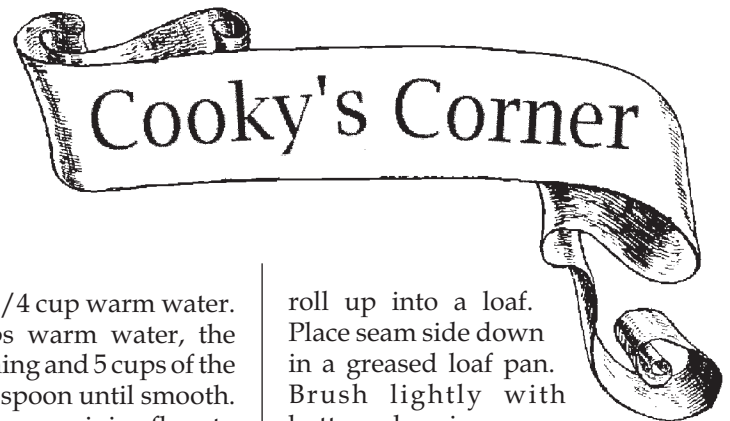 Cooky's Corner
/4 cup warm water.
s warm water, the
ing and 5 cups of the
spoon until smooth.
roll up into a loaf.
Place seam side down
in a greased loaf pan.
Brush lightly with